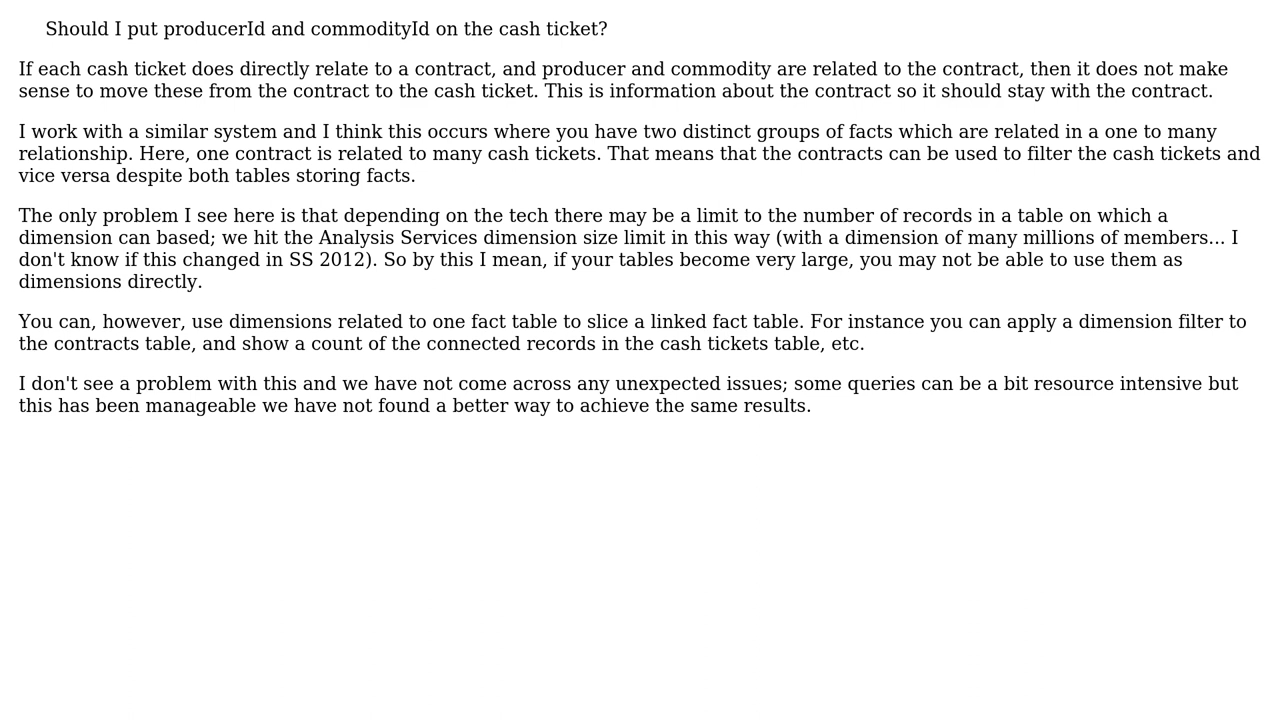 Should I put producerId and commodityId on the cash ticket?
If each cash ticket does directly relate to a contract, and producer and commodity are related to the contract, then it does not make
sense to move these from the contract to the cash ticket. This is information about the contract so it should stay with the contract.
I work with a similar system and I think this occurs where you have two distinct groups of facts which are related in a one to many
relationship. Here, one contract is related to many cash tickets. That means that the contracts can be used to filter the cash tickets and
vice versa despite both tables storing facts.
The only problem I see here is that depending on the tech there may be a limit to the number of records in a table on which a
dimension can based; we hit the Analysis Services dimension size limit in this way (with a dimension of many millions of members... I
don't know if this changed in SS 2012). So by this I mean, if your tables become very large, you may not be able to use them as
dimensions directly.
You can, however, use dimensions related to one fact table to slice a linked fact table. For instance you can apply a dimension filter to
the contracts table, and show a count of the connected records in the cash tickets table, etc.
I don't see a problem with this and we have not come across any unexpected issues; some queries can be a bit resource intensive but
this has been manageable we have not found a better way to achieve the same results.